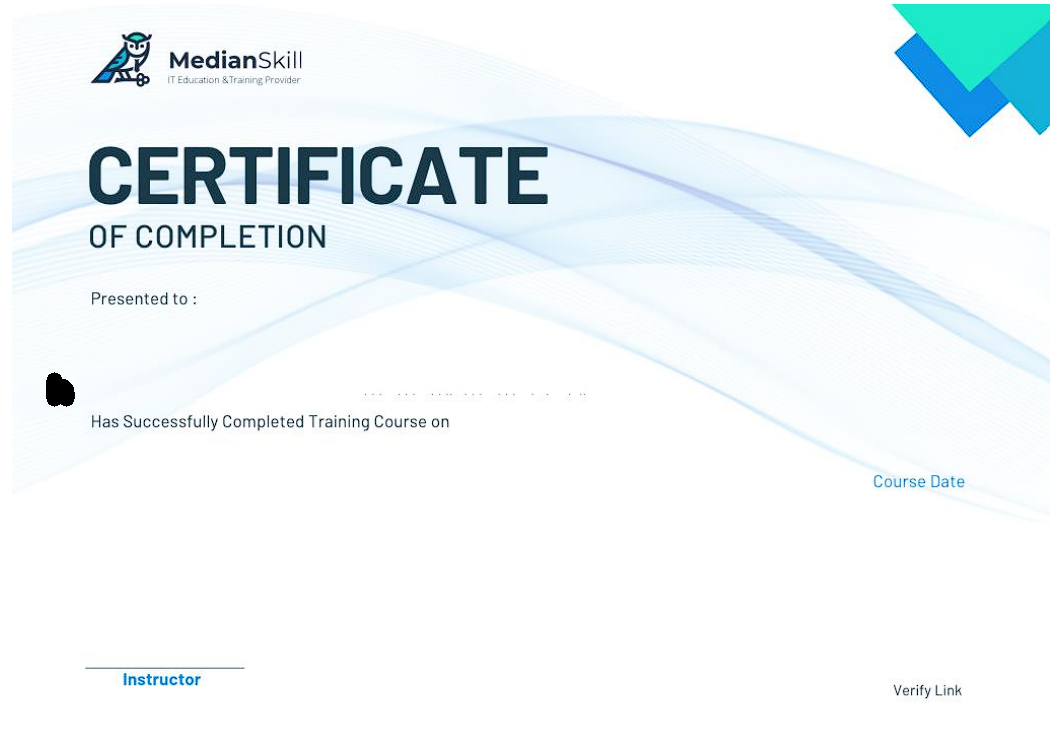 MedianSkill
IT Education &Training Provider
CERTIFICATE
OF COMPLETION
Presented to :
Has Successfully Completed Training Course on
Course Date
Instructor
Verify Link